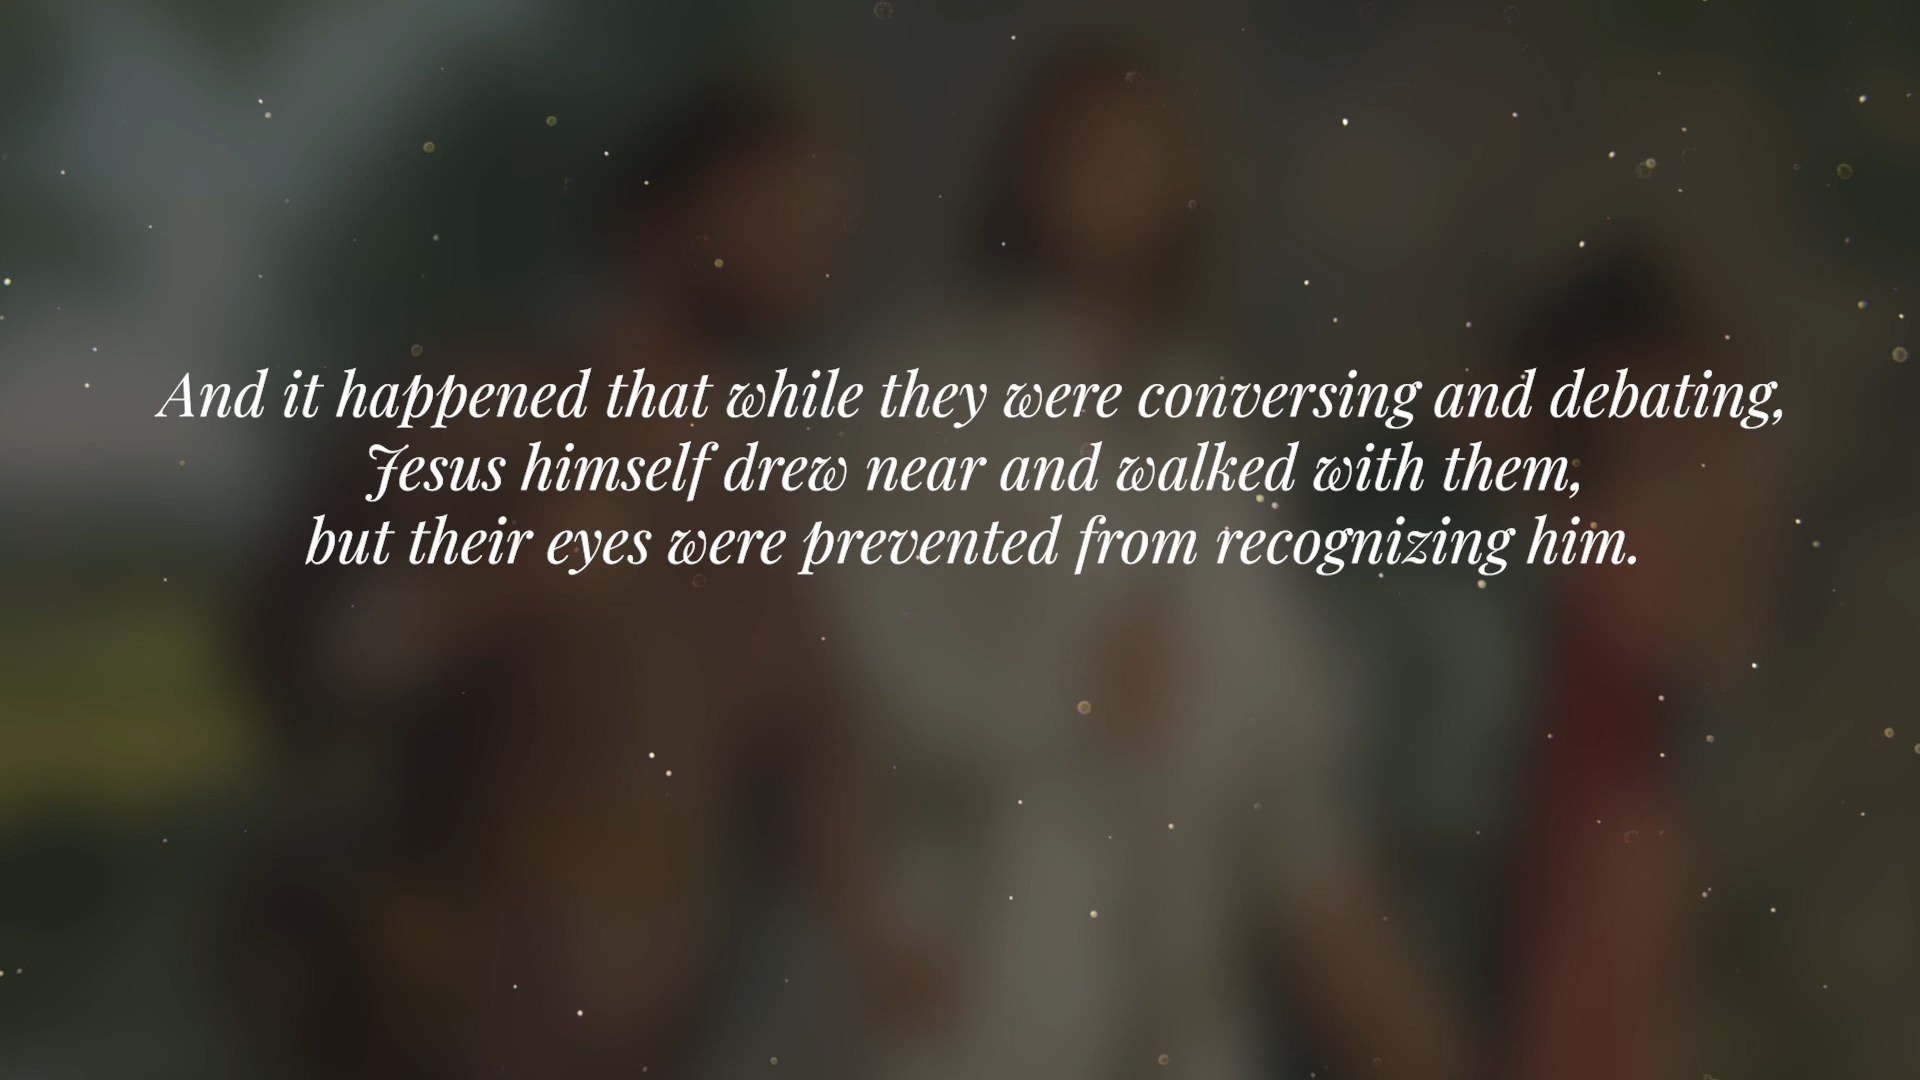 And it happened that while they were conversing and debating,
Jesus himself drew near and walked with them,
but their eyes were prevented from recognizing him.